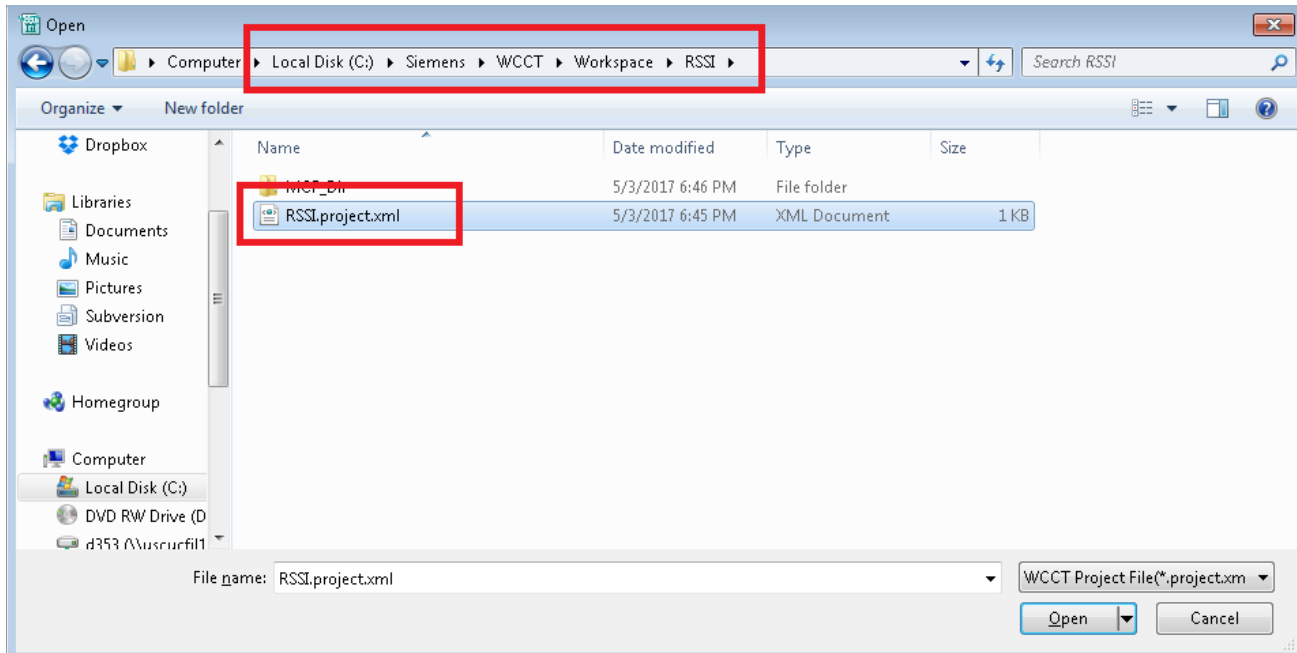 Open
Computer Local Disk (C:) Siemens WCCT Workspace RSSI
Search RSSI
Organize New folder
Name Date modified Type Size
5/3/2017 6:46 PM File folder
RSSI.project.xml 5/3/2017 6:45 PM XML Document 1 KB
Dropbox
Libraries
Documents
Music
Pictures
Subversion
Videos
Homegroup
Computer
Local Disk (C:)
DVD RW Drive (D
File name: RSSI.project.xml WCCT Project File(*.project.xm
Open Cancel